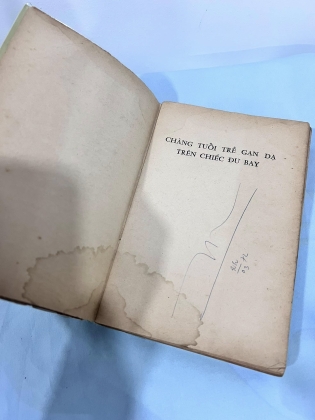 CHÀNG TUỔI TRẺ GAN DẠ
TRÊN CHIẾC ĐU BAY